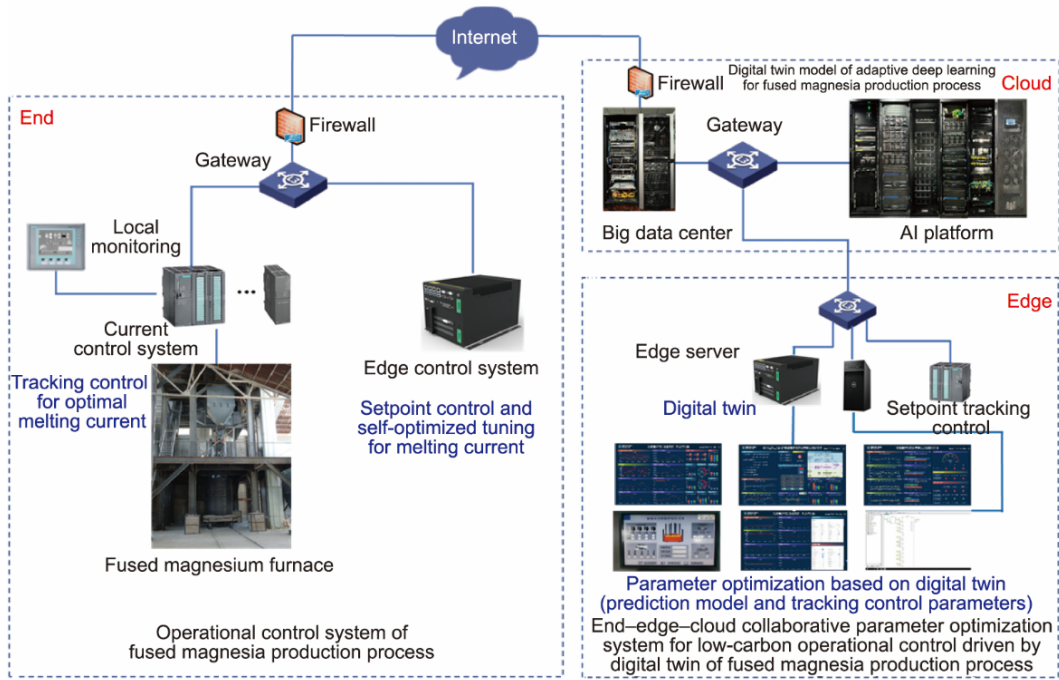 Internet
End
Firewall
Gateway
Local
monitoring
Current
control system
Tracking control
for optimal
melting current
Edge control system
Setpoint control and
self-optimized tuning
for melting current
Fused magnesium furnace
Operational control system of
fused magnesia production process
Firewall
Digital twin model of adaptive deep learning
for fused magnesia production process
Cloud
Gateway
Big data center
AI platform
Edge
Edge server
Digital twin
Setpoint tracking
control
Parameter optimization based on digital twin
(prediction model and tracking control parameters)
End–edge–cloud collaborative parameter optimization
system for low-carbon operational control driven by
digital twin of fused magnesia production process